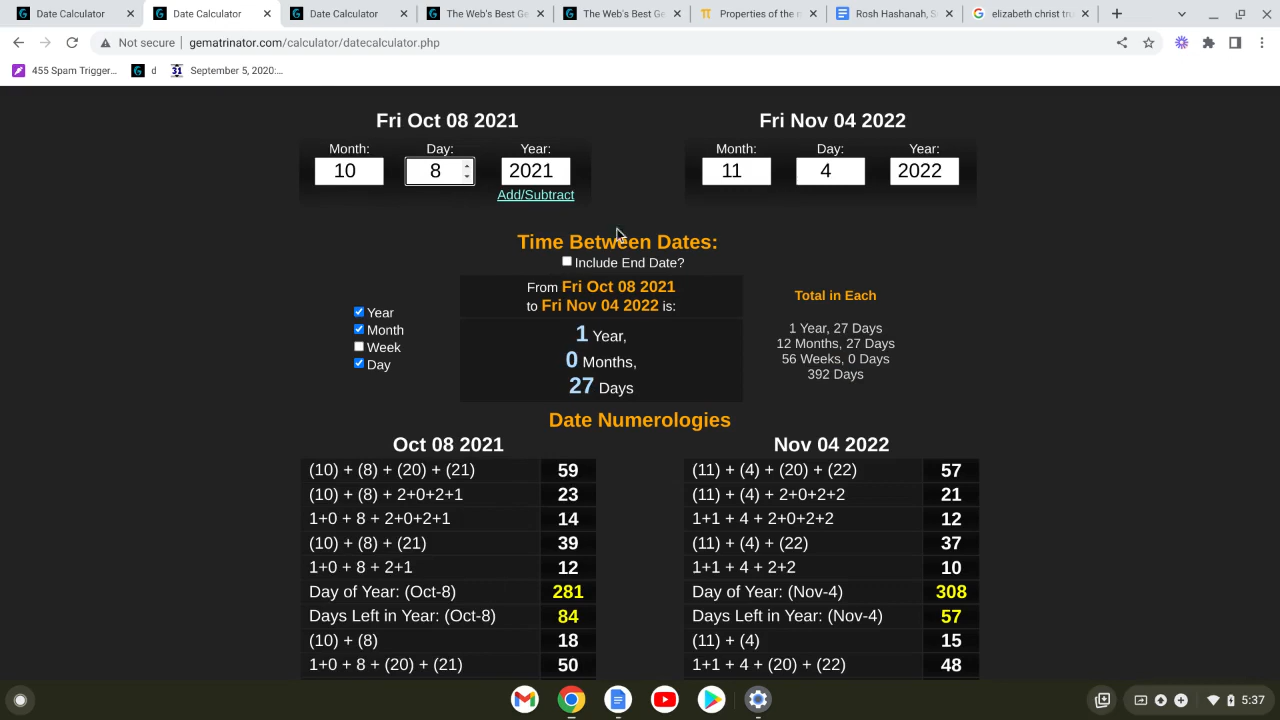 Date Calculator
Date Calculator
Date Calculator
The Web's Best Ge
The Web's Best Ge
Properties of the n
Rosh Hashanah, S
elizabeth christ tru
Not secure
gematrinator.com/calculator/datecalculator.php
455 Spam Trigger...
d
31
September 5, 2020:...
Fri Oct 08 2021
Fri Nov 04 2022
Month: Day: Year:
Month: Day: Year:
10 8 2021
11 4 2022
Add/Subtract
Time Between Dates:
Include End Date?
From Fri Oct 08 2021
to Fri Nov 04 2022 is:
Year
Month
Week
Day
1 Year,
0 Months,
27 Days
Total in Each
1 Year, 27 Days
12 Months, 27 Days
56 Weeks, 0 Days
392 Days
Date Numerologies
Oct 08 2021
(10) + (8) + (20) + (21) 59
(10) + (8) + 2+0+2+1 23
1+0 + 8 + 2+0+2+1 14
(10) + (8) + (21) 39
1+0 + 8 + 2+1 12
Day of Year: (Oct-8) 281
Days Left in Year: (Oct-8) 84
(10) + (8) 18
1+0 + 8 + (20) + (21) 50
Nov 04 2022
(11) + (4) + (20) + (22) 57
(11) + (4) + 2+0+2+2 21
1+1 + 4 + 2+0+2+2 12
(11) + (4) + (22) 37
1+1 + 4 + 2+2 10
Day of Year: (Nov-4) 308
Days Left in Year: (Nov-4) 57
(11) + (4) 15
1+1 + 4 + (20) + (22) 48
5:37